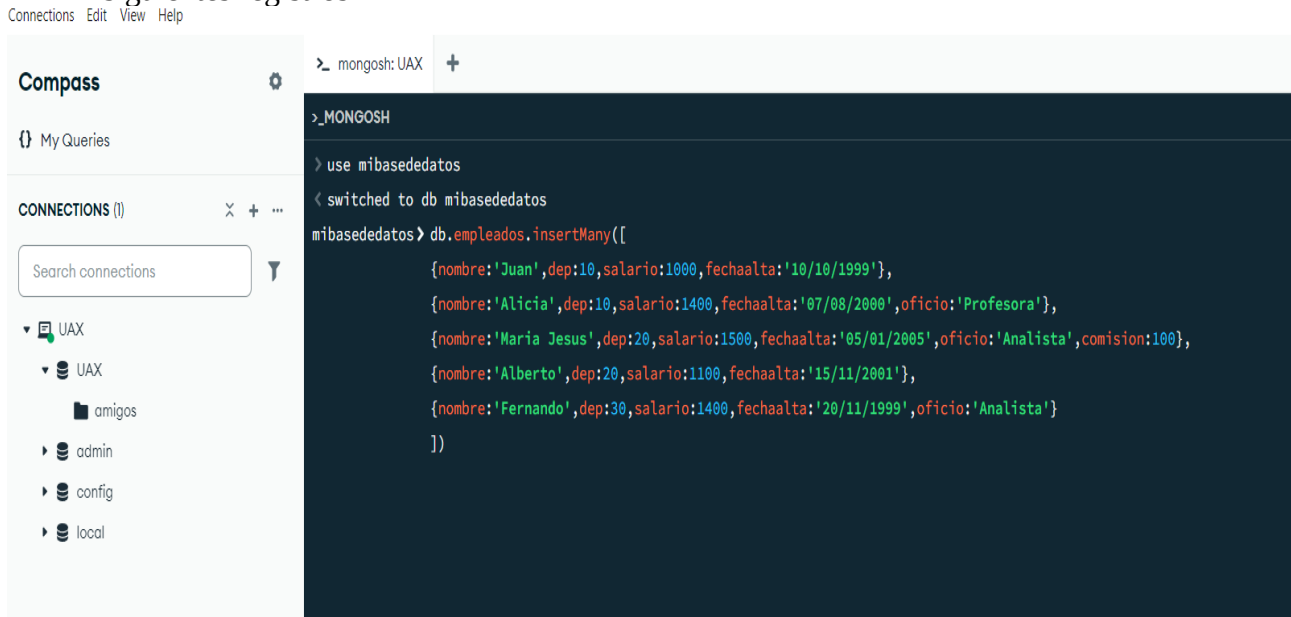 Connections Edit View Help
Compass
{} My Queries
CONNECTIONS (1)
Search connections
UAX
UAX
amigos
admin
config
local
>_ mongosh: UAX +
>_MONGOSH
> use mibasededatos
< switched to db mibasededatos
mibasededatos> db.empleados.insertMany([
{nombre:'Juan',dep:10,salario:1000,fechaalta:'10/10/1999'},
{nombre:'Alicia',dep:10,salario:1400,fechaalta:'07/08/2000',oficio:'Profesora'},
{nombre:'Maria Jesus',dep:20,salario:1500,fechaalta:'05/01/2005',oficio:'Analista',comision:100},
{nombre:'Alberto',dep:20,salario:1100,fechaalta:'15/11/2001'},
{nombre:'Fernando',dep:30,salario:1400,fechaalta:'20/11/1999',oficio:'Analista'}
])